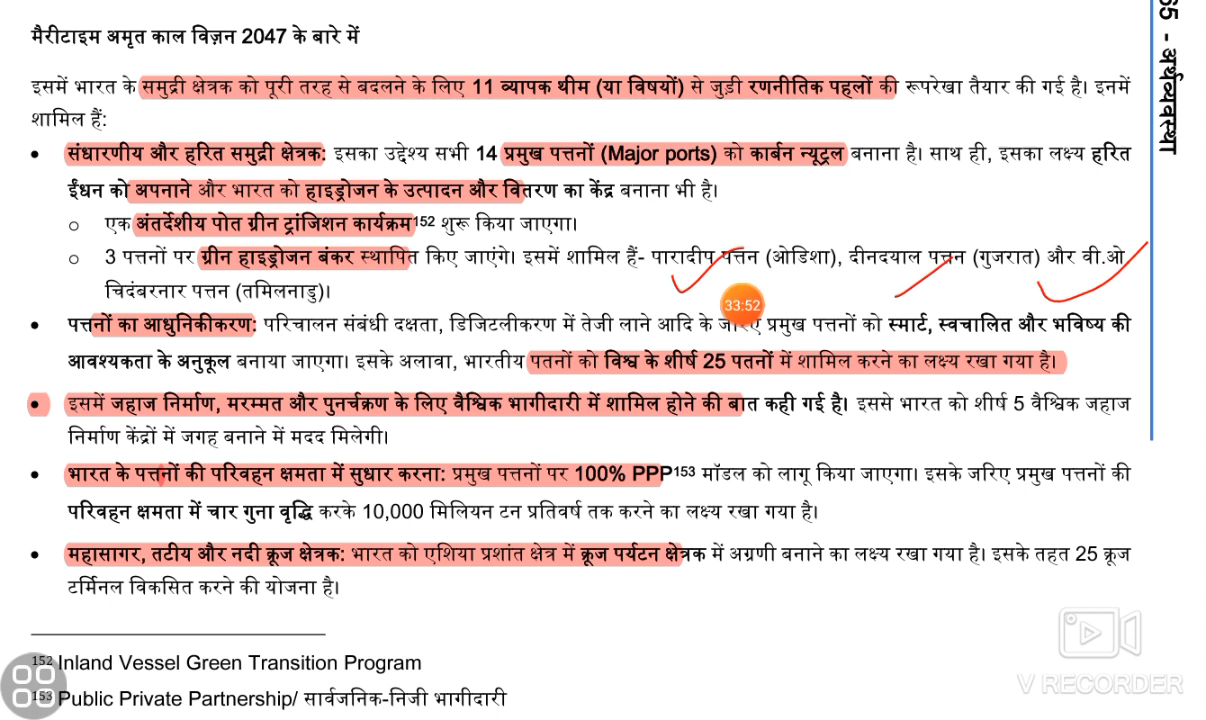 मैरीटाइम अमृत काल विज़न 2047 के बारे में
इसमें भारत के समुद्री क्षेत्रक को पूरी तरह से बदलने के लिए 11 व्यापक थीम (या विषयों) से जुड़ी रणनीतिक पहलों की रूपरेखा तैयार की गई है। इनमें
शामिल हैं:
• संधारणीय और हरित समुद्री क्षेत्रक: इसका उद्देश्य सभी 14 प्रमुख पत्तनों (Major ports) को कार्बन न्यूट्रल बनाना है। साथ ही, इसका लक्ष्य हरित
ईंधन को अपनाने और भारत को हाइड्रोजन के उत्पादन और वितरण का केंद्र बनाना भी है।
o एक अंतर्देशीय पोत ग्रीन ट्रांजिशन कार्यक्रम152 शुरू किया जाएगा।
o 3 पत्तनों पर ग्रीन हाइड्रोजन बंकर स्थापित किए जाएंगे। इसमें शामिल हैं- पारादीप पत्तन (ओडिशा), दीनदयाल पत्तन (गुजरात) और वी.ओ
चिदंबरनार पत्तन (तमिलनाडु)।
33:52
• पत्तनों का आधुनिकीकरण: परिचालन संबंधी दक्षता, डिजिटलीकरण में तेजी लाने आदि के जरिए प्रमुख पत्तनों को स्मार्ट, स्वचालित और भविष्य की
आवश्यकता के अनुकूल बनाया जाएगा। इसके अलावा, भारतीय पतनों को विश्व के शीर्ष 25 पतनों में शामिल करने का लक्ष्य रखा गया है।
• इसमें जहाज निर्माण, मरम्मत और पुनर्चक्रण के लिए वैश्विक भागीदारी में शामिल होने की बात कही गई है। इससे भारत को शीर्ष 5 वैश्विक जहाज
निर्माण केंद्रों में जगह बनाने में मदद मिलेगी।
• भारत के पत्तनों की परिवहन क्षमता में सुधार करना: प्रमुख पत्तनों पर 100% PPP153 मॉडल को लागू किया जाएगा। इसके जरिए प्रमुख पत्तनों की
परिवहन क्षमता में चार गुना वृद्धि करके 10,000 मिलियन टन प्रतिवर्ष तक करने का लक्ष्य रखा गया है।
• महासागर, तटीय और नदी क्रूज क्षेत्रक: भारत को एशिया प्रशांत क्षेत्र में क्रूज पर्यटन क्षेत्रक में अग्रणी बनाने का लक्ष्य रखा गया है। इसके तहत 25 क्रूज
टर्मिनल विकसित करने की योजना है।
152 Inland Vessel Green Transition Program
153 Public Private Partnership/ सार्वजनिक-निजी भागीदारी
65 - अर्थव्यवस्था
V RECORDER